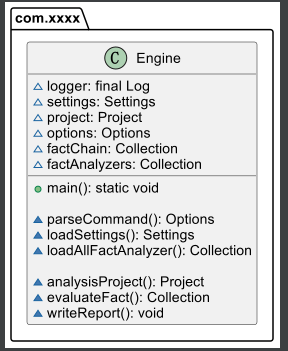 com.xxxx
C Engine
logger: final Log
settings: Settings
project: Project
options: Options
factChain: Collection
factAnalyzers: Collection
main(): static void
parseCommand(): Options
loadSettings(): Settings
loadAllFactAnalyzer(): Collection
analysisProject(): Project
evaluateFact(): Collection
writeReport(): void